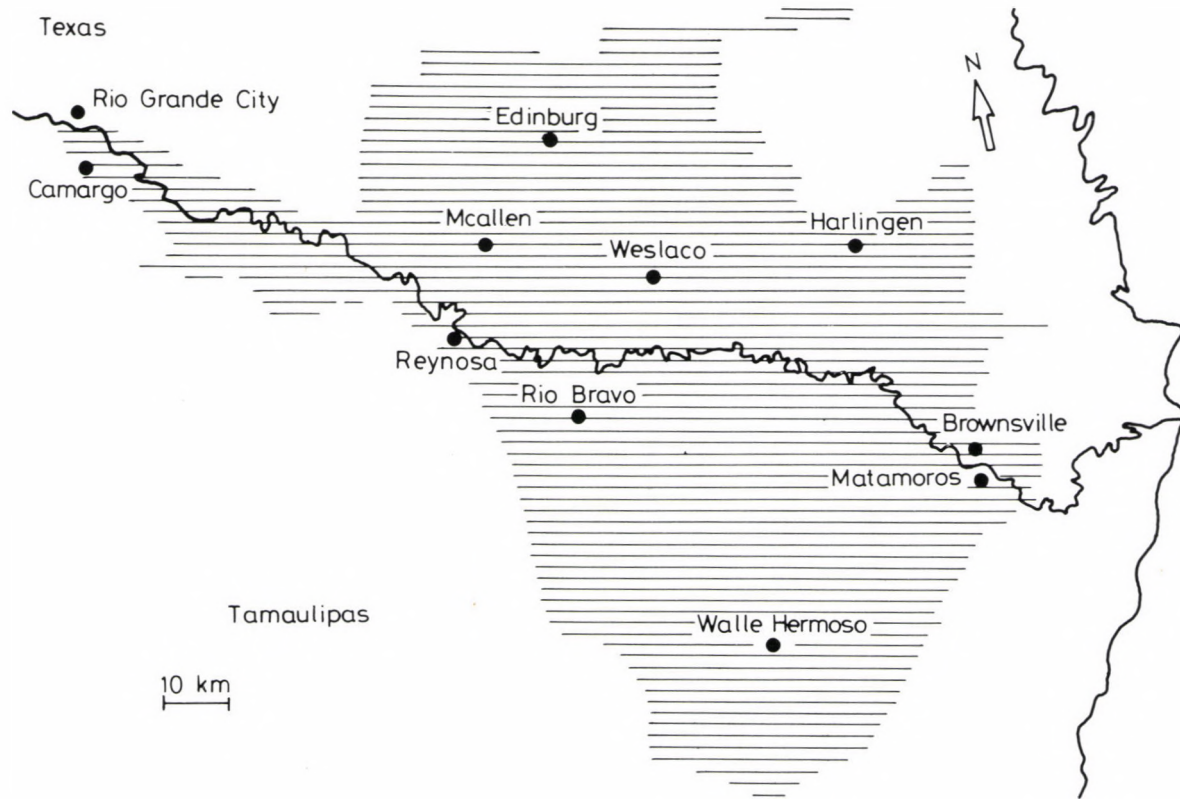 Texas
N
Rio Grande City
Edinburg
Camargo
Mcallen
Harlingen
Weslaco
Reynosa
Rio Bravo
Brownsville
Matamoros
Tamaulipas
Walle Hermoso
10 km